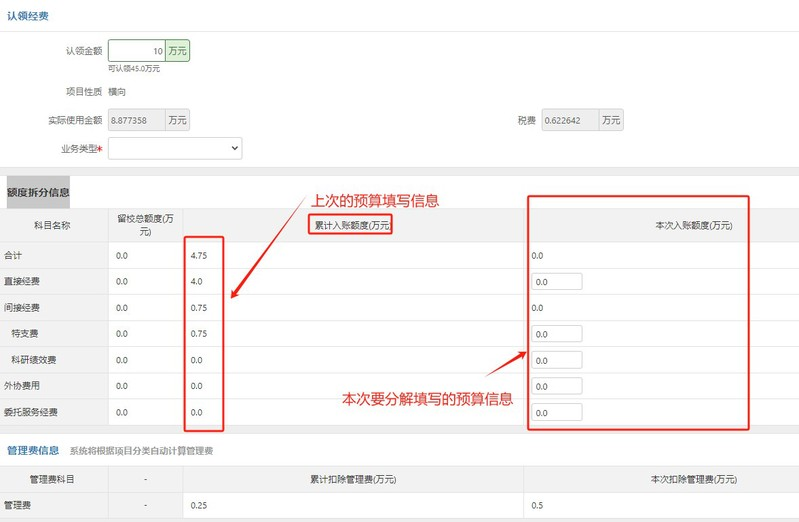 认领经费
认领金额 10 万元
可认领45.0万元
项目性质 横向
实际使用金额 8.877358 万元 税费 0.622642 万元
业务类型*
额度拆分信息
上次的预算填写信息
科目名称 留校总额度(万元) 累计入账额度(万元) 本次入账额度(万元)
合计 0.0 4.75 0.0
直接经费 0.0 4.0 0.0
间接经费 0.0 0.75 0.0
特支费 0.0 0.75 0.0
科研绩效费 0.0 0.0 0.0
外协费用 0.0 0.0 0.0
本次要分解填写的预算信息
委托服务经费 0.0 0.0 0.0
管理费信息 系统将根据项目分类自动计算管理费
管理费科目 - 累计扣除管理费(万元) 本次扣除管理费(万元)
管理费 - 0.25 0.5